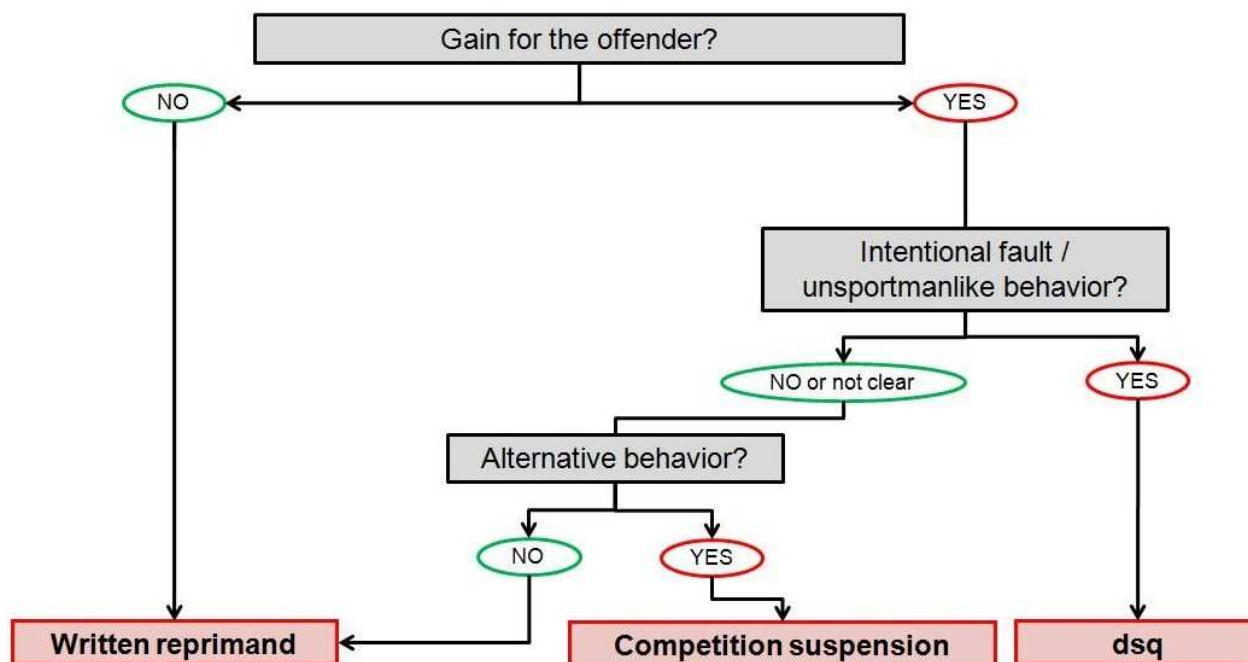 Gain for the offender?
NO
YES
Intentional fault /
unsportmanlike behavior?
NO or not clear
YES
Alternative behavior?
NO
YES
Written reprimand
Competition suspension
dsq